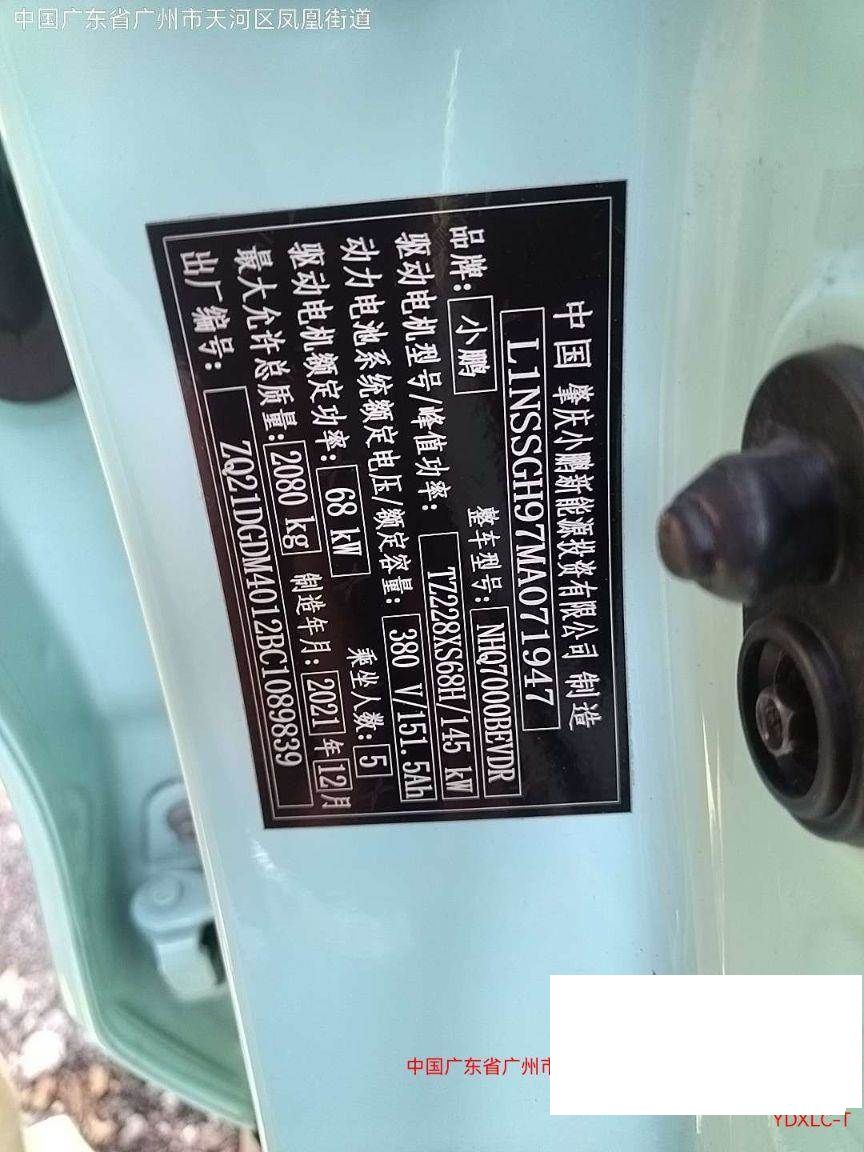 中国广东省广州市天河区凤凰街道
中国 肇庆小鹏新能源投资有限公司 制造
L1NSSGH97MA071947
品牌: 小鹏 整车型号: NHQ7000BEVDR
驱动电机型号/峰值功率: TZ228XS68H/145 kW
动力电池系统额定电压/额定容量: 380 V/151.5Ah
驱动电机额定功率: 68 kW 乘坐人数: 5
最大允许总质量: 2080 kg 制造年月: 2021 年 12 月
出厂编号: ZQ21DGDM4012BC1089839
中国广东省广州市
YDXLC-